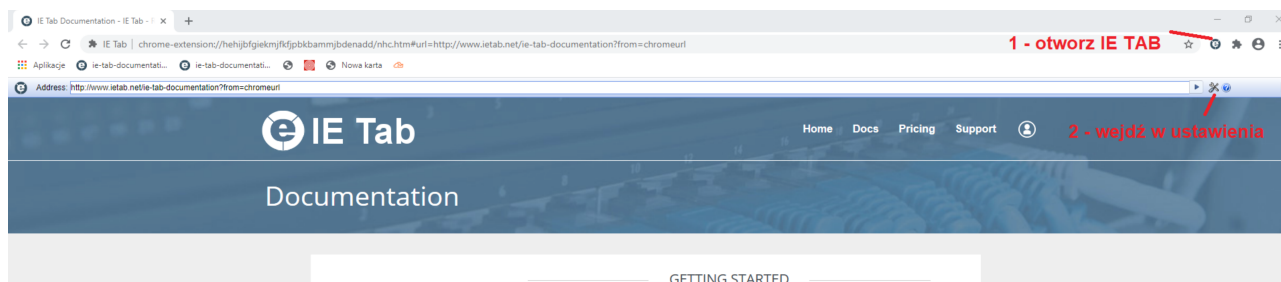 IE Tab Documentation - IE Tab -
IE Tab | chrome-extension://hehijbfgiekmjfkfjpbkbammjbdenadd/nhc.htm#url=http://www.ietab.net/ie-tab-documentation?from=chromeurl
1 - otworz IE TAB
Aplikacje ie-tab-documentati... ie-tab-documentati... Nowa karta
Address: http://www.ietab.net/ie-tab-documentation?from=chromeurl
IE Tab
Home Docs Pricing Support
2 - wejdź w ustawienia
Documentation
GETTING STARTED